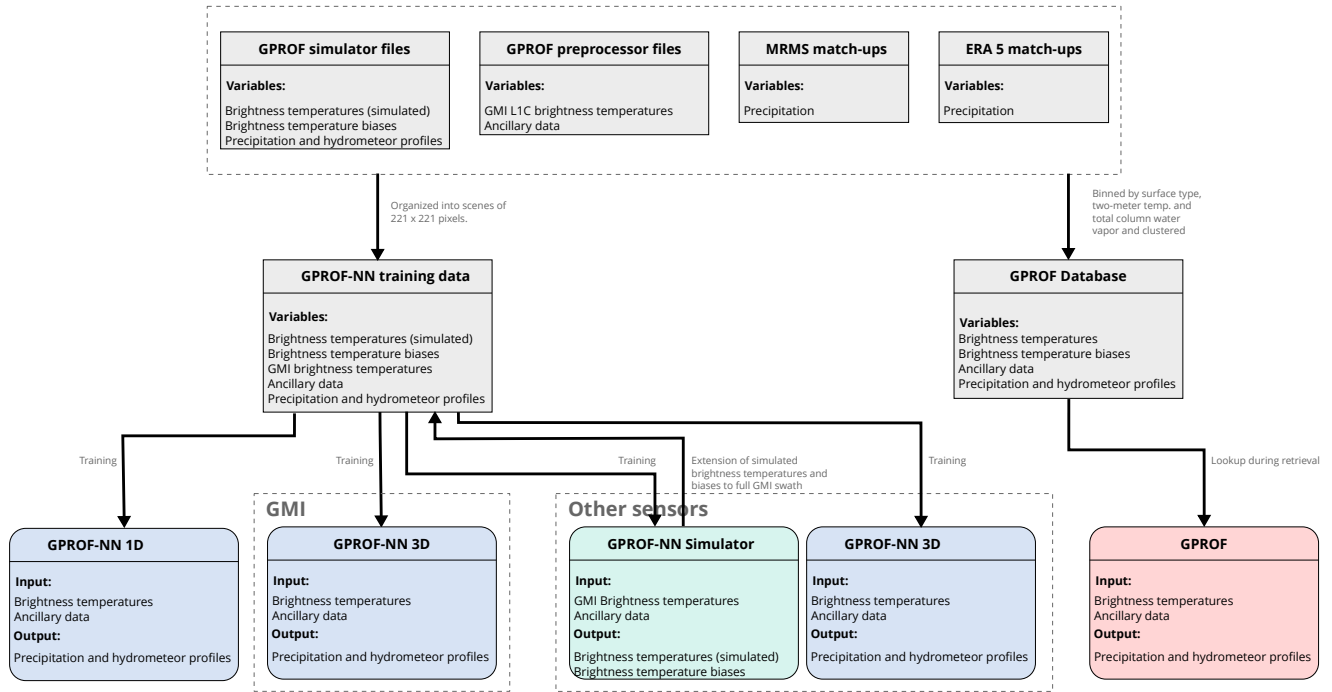 GPROF simulator files
Variables:
Brightness temperatures (simulated)
Brightness temperature biases
Precipitation and hydrometeor profiles
GPROF preprocessor files
Variables:
GMI L1C brightness temperatures
Ancillary data
MRMS match-ups
Variables:
Precipitation
ERA 5 match-ups
Variables:
Precipitation
Organized into scenes of
221 x 221 pixels.
Binned by surface type,
two-meter temp. and
total column water
vapor and clustered
GPROF-NN training data
Variables:
Brightness temperatures (simulated)
Brightness temperature biases
GMI brightness temperatures
Ancillary data
Precipitation and hydrometeor profiles
GPROF Database
Variables:
Brightness temperatures
Brightness temperature biases
Ancillary data
Precipitation and hydrometeor profiles
Training
Training
Training
Extension of simulated
brightness temperatures and
biases to full GMI swath
Training
Lookup during retrieval
GPROF-NN 1D
Input:
Brightness temperatures
Ancillary data
Output:
Precipitation and hydrometeor profiles
GMI
GPROF-NN 3D
Input:
Brightness temperatures
Ancillary data
Output:
Precipitation and hydrometeor profiles
Other sensors
GPROF-NN Simulator
Input:
GMI Brightness temperatures
Ancillary data
Output:
Brightness temperatures (simulated)
Brightness temperature biases
GPROF-NN 3D
Input:
Brightness temperatures
Ancillary data
Output:
Precipitation and hydrometeor profiles
GPROF
Input:
Brightness temperatures
Ancillary data
Output:
Precipitation and hydrometeor profiles